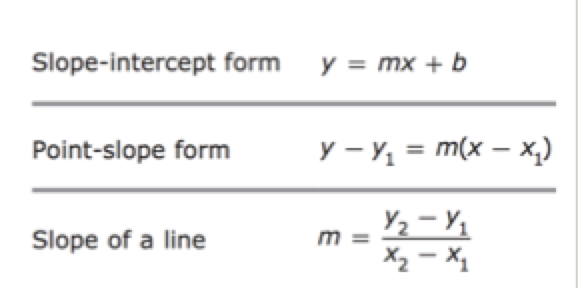 Slope-intercept form y = mx + b
Point-slope form y − y₁ = m(x − x₁)
Slope of a line m = (y₂ − y₁)/(x₂ − x₁)